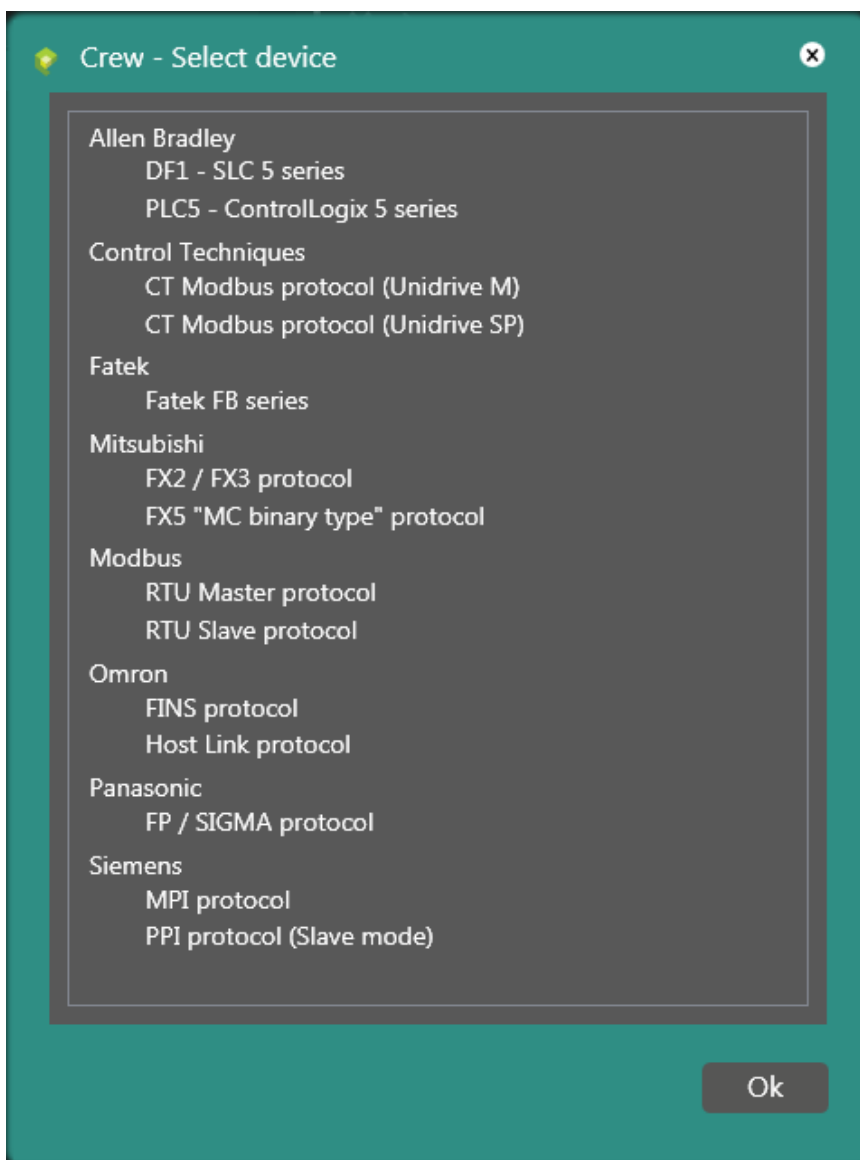 Crew - Select device
Allen Bradley
DF1 - SLC 5 series
PLC5 - ControlLogix 5 series
Control Techniques
CT Modbus protocol (Unidrive M)
CT Modbus protocol (Unidrive SP)
Fatek
Fatek FB series
Mitsubishi
FX2 / FX3 protocol
FX5 "MC binary type" protocol
Modbus
RTU Master protocol
RTU Slave protocol
Omron
FINS protocol
Host Link protocol
Panasonic
FP / SIGMA protocol
Siemens
MPI protocol
PPI protocol (Slave mode)
Ok